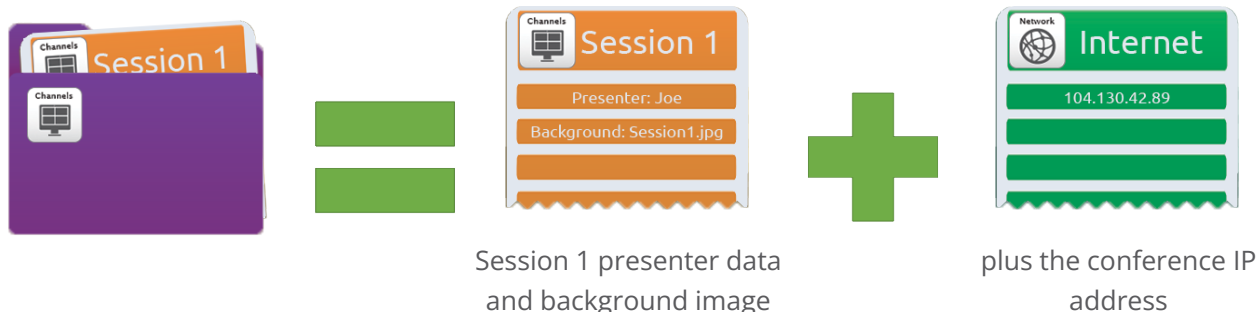 Channels
Session 1
Channels
Channels
Session 1
Presenter: Joe
Background: Session1.jpg
Network
Internet
104.130.42.89
Session 1 presenter data
and background image
plus the conference IP
address